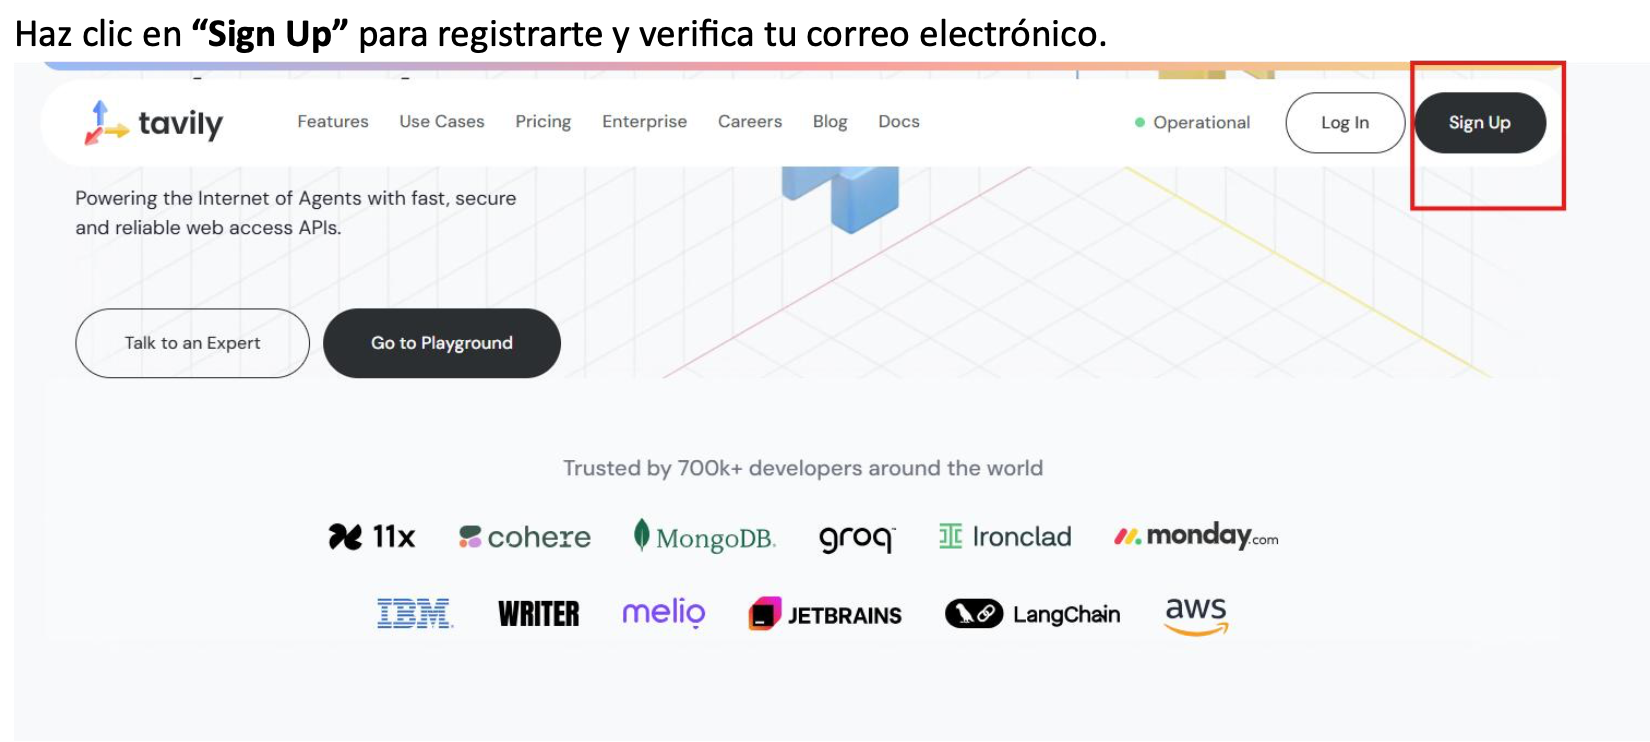 Haz clic en “Sign Up” para registrarte y verifica tu correo electrónico.
tavily Features Use Cases Pricing Enterprise Careers Blog Docs Operational Log In Sign Up
Powering the Internet of Agents with fast, secure
and reliable web access APIs.
Talk to an Expert Go to Playground
Trusted by 700k+ developers around the world
11x cohere MongoDB. groq™ Ironclad monday.com
IBM. WRITER melio JETBRAINS LangChain aws